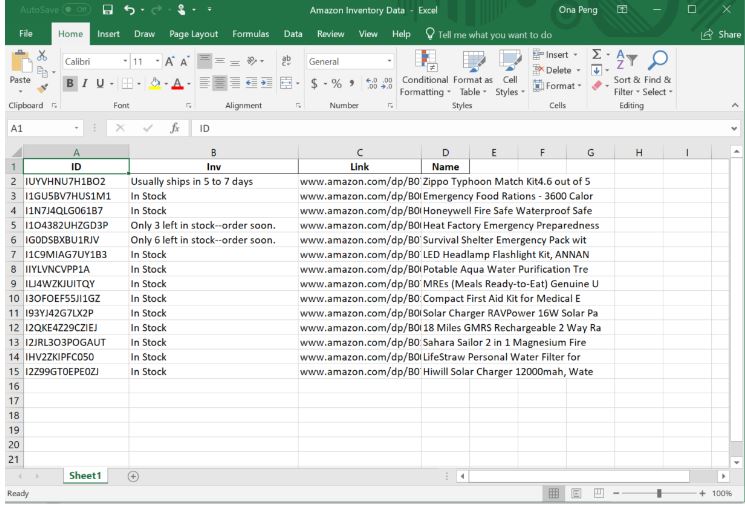 AutoSave Off Amazon Inventory Data - Excel Ona Peng
File Home Insert Draw Page Layout Formulas Data Review View Help Tell me what you want to do Share
Paste Calibri 11 A A ab General Conditional Formatting Format as Table Cell Styles Insert Delete Format Sort & Filter Find & Select
B I U A $ % , .00
Clipboard Font Alignment Number Styles Cells Editing
A1 fx ID
A B C D E F G H I
1 ID Inv Link Name
2 IUYVHNU7H1BO2 Usually ships in 5 to 7 days www.amazon.com/dp/B0 Zippo Typhoon Match Kit4.6 out of 5
3 I1GU5BV7HUS1M1 In Stock www.amazon.com/dp/B0 Emergency Food Rations - 3600 Calor
4 I1N7J4QLG061B7 In Stock www.amazon.com/dp/B0 Honeywell Fire Safe Waterproof Safe
5 I1O4382UHZGD3P Only 3 left in stock--order soon. www.amazon.com/dp/B0 Heat Factory Emergency Preparedness
6 IG0DSBXBU1RJV Only 6 left in stock--order soon. www.amazon.com/dp/B0 Survival Shelter Emergency Pack wit
7 I1C9MIAG7UY1B3 In Stock www.amazon.com/dp/B0 LED Headlamp Flashlight Kit, ANNAN
8 IIYLVNCVPP1A In Stock www.amazon.com/dp/B0 Potable Aqua Water Purification Tre
9 ILJ4WZKJUITQY In Stock www.amazon.com/dp/B0 MREs (Meals Ready-to-Eat) Genuine U
10 I3OFOEF55JI1GZ In Stock www.amazon.com/dp/B0 Compact First Aid Kit for Medical E
11 I93YJ42G7LX2P In Stock www.amazon.com/dp/B0 Solar Charger RAVPower 16W Solar Pa
12 I2QKE4Z29CZIEJ In Stock www.amazon.com/dp/B0 18 Miles GMRS Rechargeable 2 Way Ra
13 I2JRL3O3POGAUT In Stock www.amazon.com/dp/B0 Sahara Sailor 2 in 1 Magnesium Fire
14 IHV2ZKIPFC050 In Stock www.amazon.com/dp/B0 LifeStraw Personal Water Filter for
15 I2Z99GT0EPE0ZJ In Stock www.amazon.com/dp/B0 Hiwill Solar Charger 12000mah, Wate
16
17
18
19
20
21
Sheet1
Ready 100%